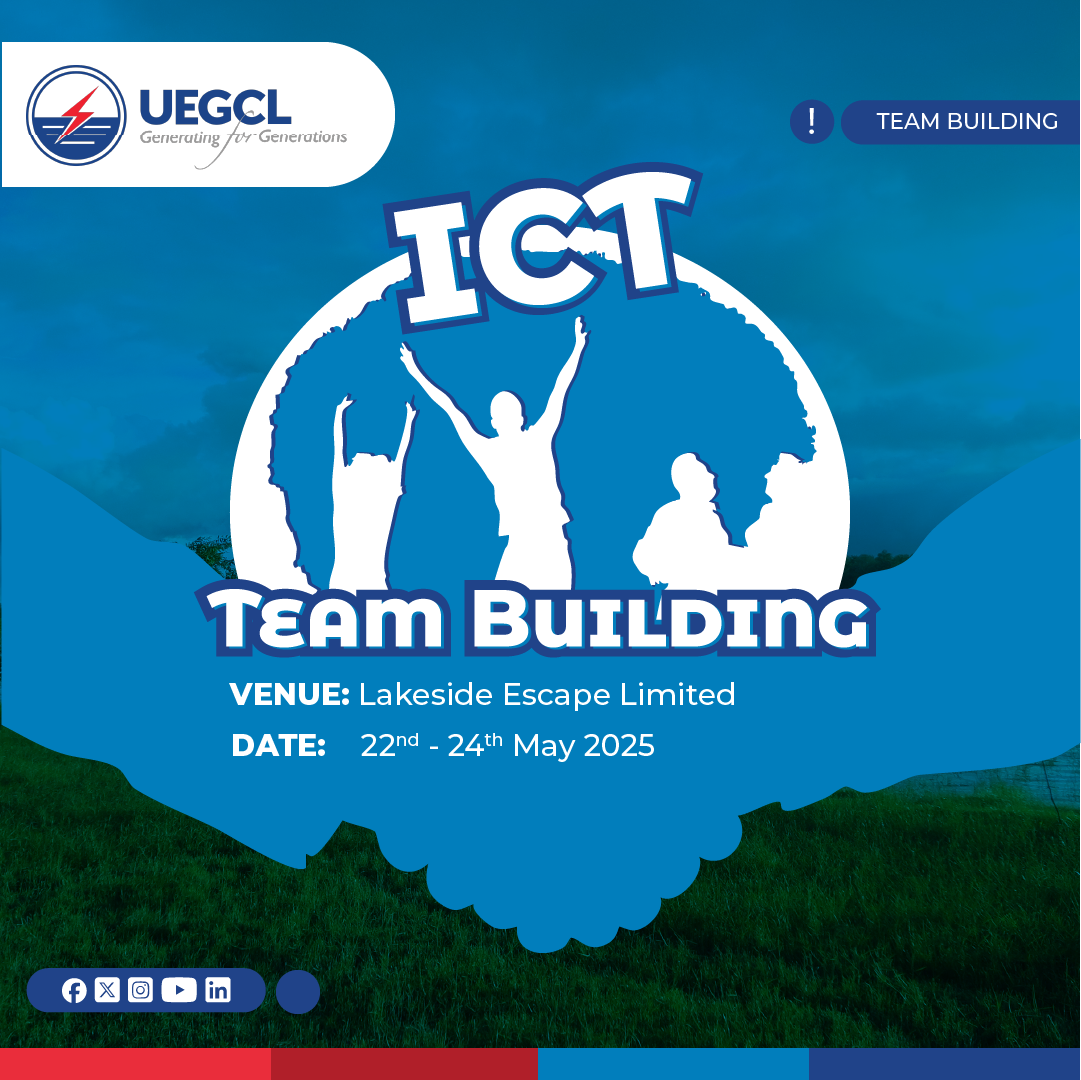 UEGCL
Generating for Generations
! TEAM BUILDING
ICT
TEAM BUILDING
VENUE: Lakeside Escape Limited
DATE: 22nd - 24th May 2025